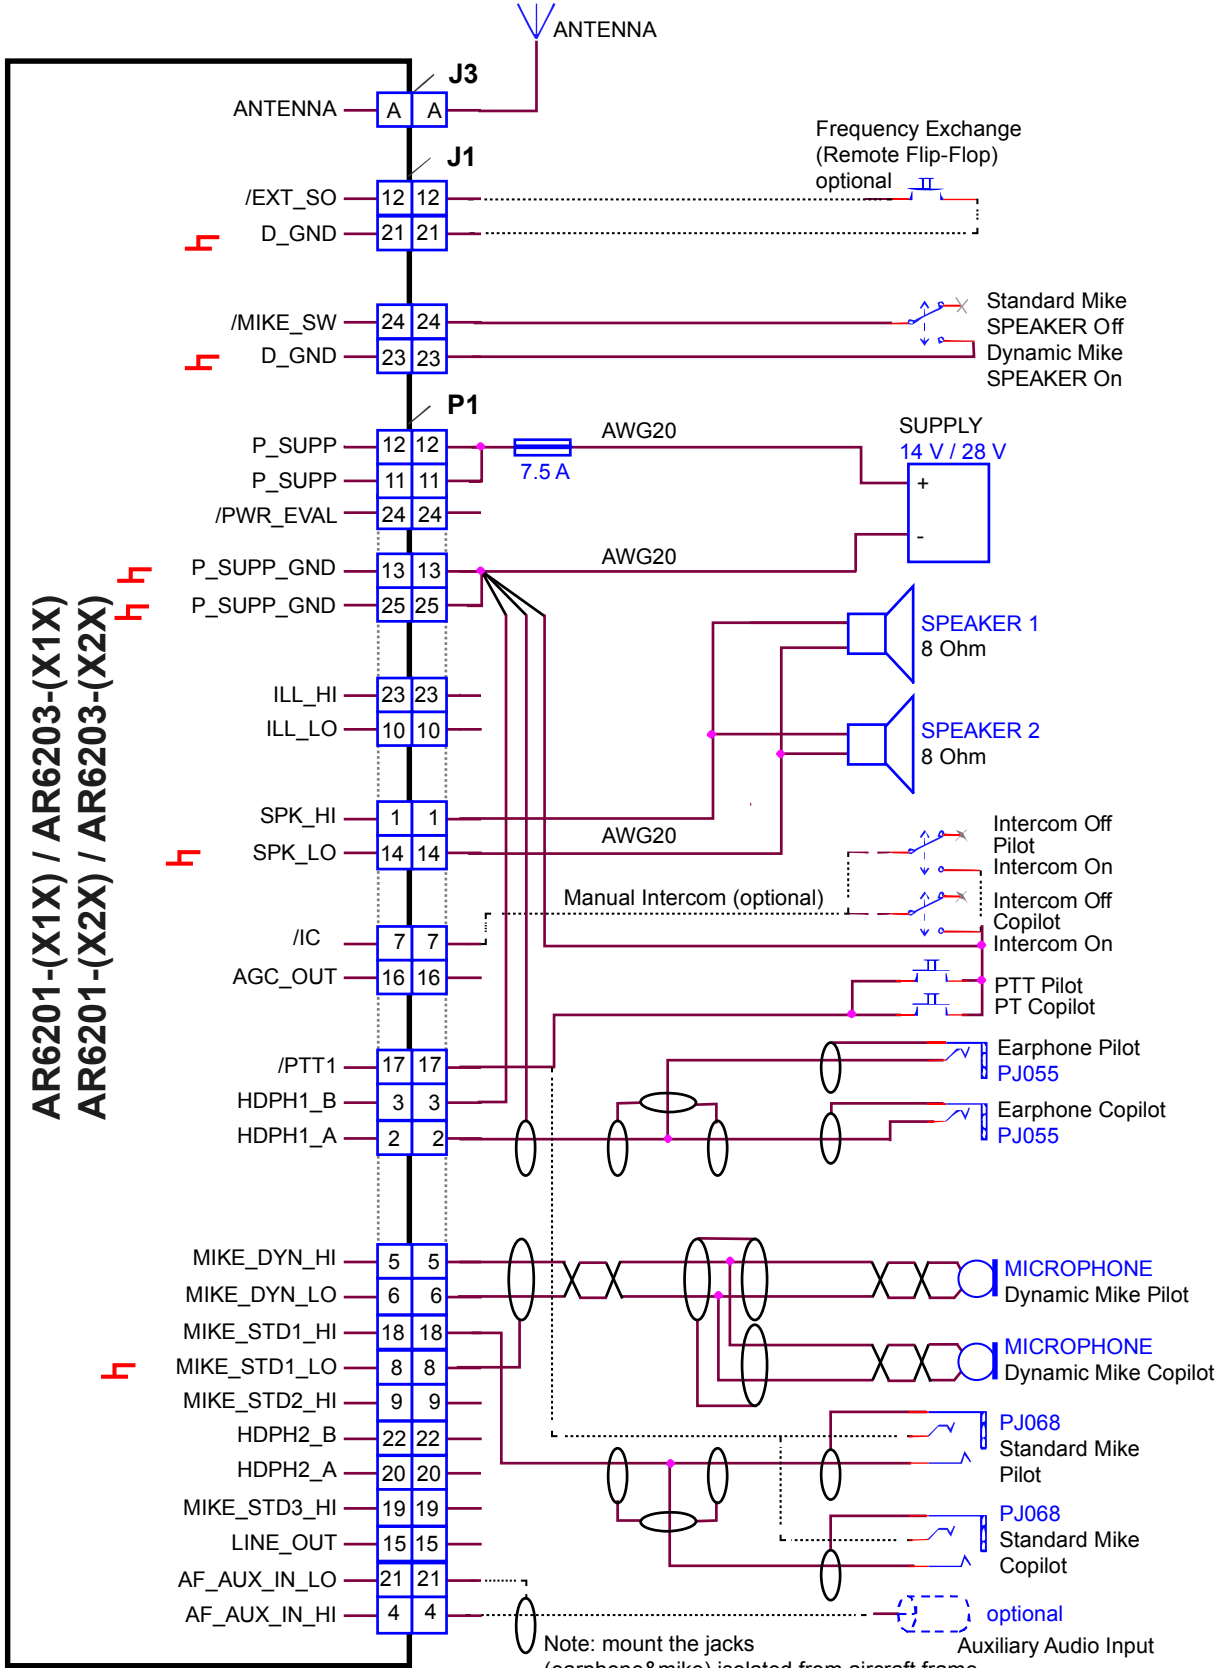 ANTENNA
J3
ANTENNA A A
Frequency Exchange
(Remote Flip-Flop)
optional
J1
/EXT_SO 12 12
D_GND 21 21
/MIKE_SW 24 24
Standard Mike
SPEAKER Off
D_GND 23 23
Dynamic Mike
SPEAKER On
P1
P_SUPP 12 12
AWG20
SUPPLY
14 V / 28 V
7.5 A
+
-
P_SUPP 11 11
/PWR_EVAL 24 24
P_SUPP_GND 13 13
AWG20
P_SUPP_GND 25 25
SPEAKER 1
8 Ohm
ILL_HI 23 23
ILL_LO 10 10
SPEAKER 2
8 Ohm
AR6201-(X1X) / AR6203-(X1X)
AR6201-(X2X) / AR6203-(X2X)
SPK_HI 1 1
SPK_LO 14 14
AWG20
Intercom Off
Pilot
Intercom On
Manual Intercom (optional)
Intercom Off
Copilot
Intercom On
/IC 7 7
AGC_OUT 16 16
PTT Pilot
PT Copilot
/PTT1 17 17
Earphone Pilot
PJ055
HDPH1_B 3 3
Earphone Copilot
PJ055
HDPH1_A 2 2
MIKE_DYN_HI 5 5
MICROPHONE
Dynamic Mike Pilot
MIKE_DYN_LO 6 6
MIKE_STD1_HI 18 18
MICROPHONE
Dynamic Mike Copilot
MIKE_STD1_LO 8 8
MIKE_STD2_HI 9 9
HDPH2_B 22 22
PJ068
Standard Mike
Pilot
HDPH2_A 20 20
MIKE_STD3_HI 19 19
LINE_OUT 15 15
PJ068
Standard Mike
Copilot
AF_AUX_IN_LO 21 21
AF_AUX_IN_HI 4 4
optional
Auxiliary Audio Input
Note: mount the jacks
(earphone&mike) isolated from aircraft frame